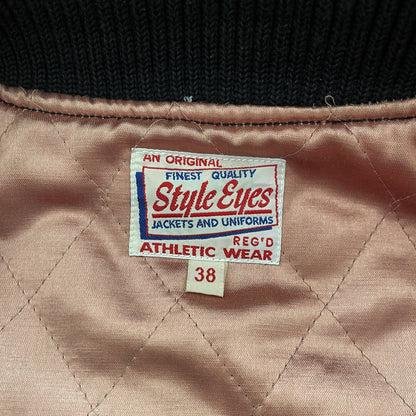 AN ORIGINAL
FINEST QUALITY
Style Eyes
JACKETS AND UNIFORMS
REG'D
ATHLETIC WEAR
38